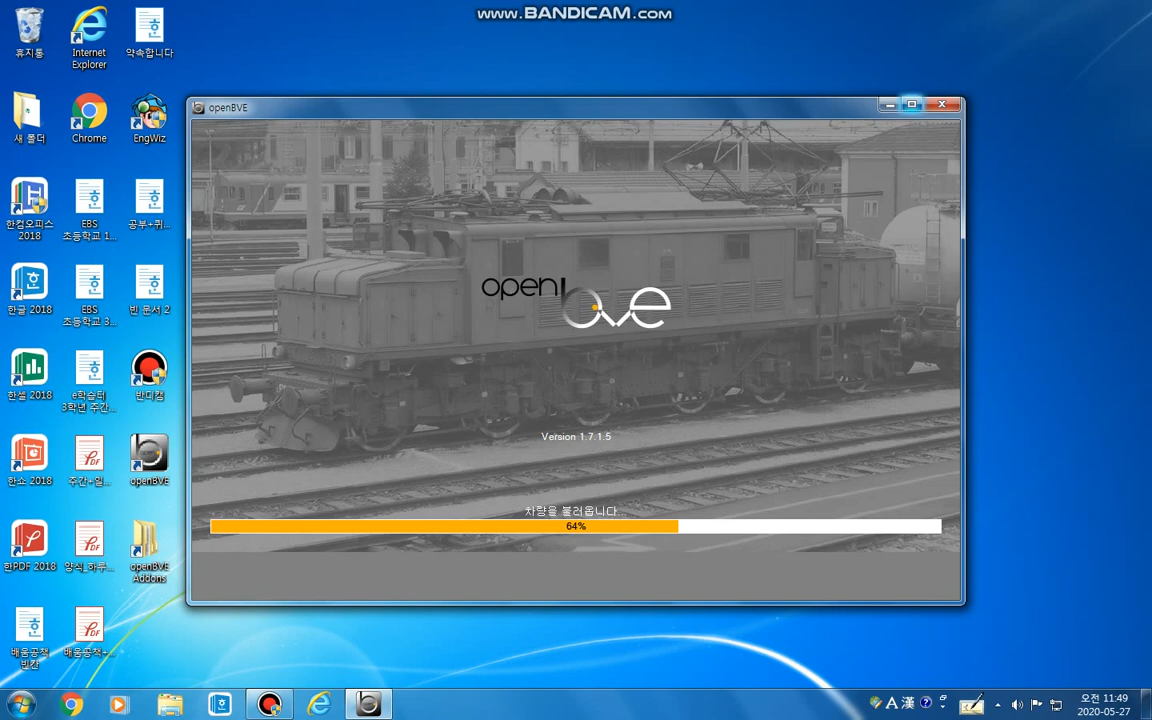 www.BANDICAM.com
휴지통
Internet
Explorer
약속합니다
새 폴더
Chrome
EngWiz
한컴오피스
2018
EBS
초등학교 1...
공부+퀴...
한글 2018
EBS
초등학교 3...
빈 문서 2
한셀 2018
e학습터
3학년 주간...
반디캠
한쇼 2018
주간+일...
openBVE
한PDF 2018
양식_하루...
openBVE
Addons
배움공책
빈칸
배움공책+...
openBVE
open bve
Version 1.7.1.5
차량을 불러옵니다...
64%
A 漢
오전 11:49
2020-05-27